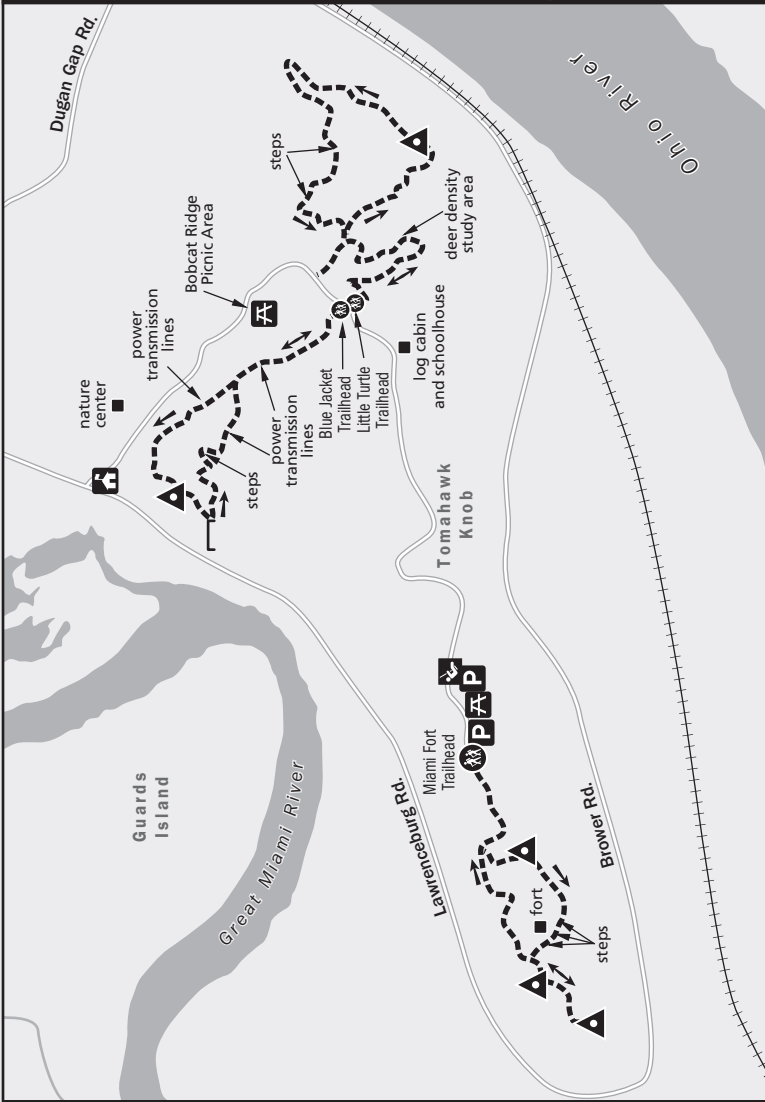 Dugan Gap Rd.
Ohio River
steps
deer density
study area
Bobcat Ridge
Picnic Area
power
transmission
lines
nature
center
Blue Jacket
Trailhead
Little Turtle
Trailhead
log cabin
and schoolhouse
power
transmission
lines
steps
Tomahawk
Knob
P
P
Miami Fort
Trailhead
Guards
Island
Great Miami River
Lawrenceburg Rd.
Brower Rd.
fort
steps